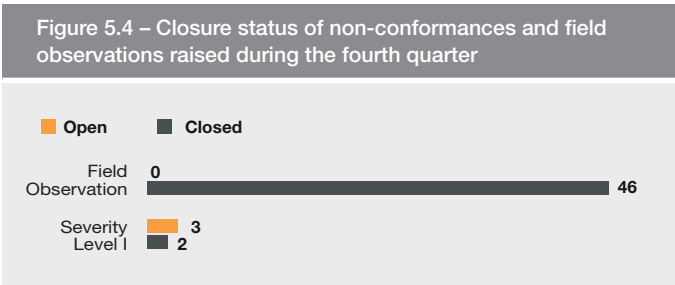 Figure 5.4 – Closure status of non-conformances and field
observations raised during the fourth quarter
Open Closed
Field
Observation
0
46
Severity
Level I
3
2